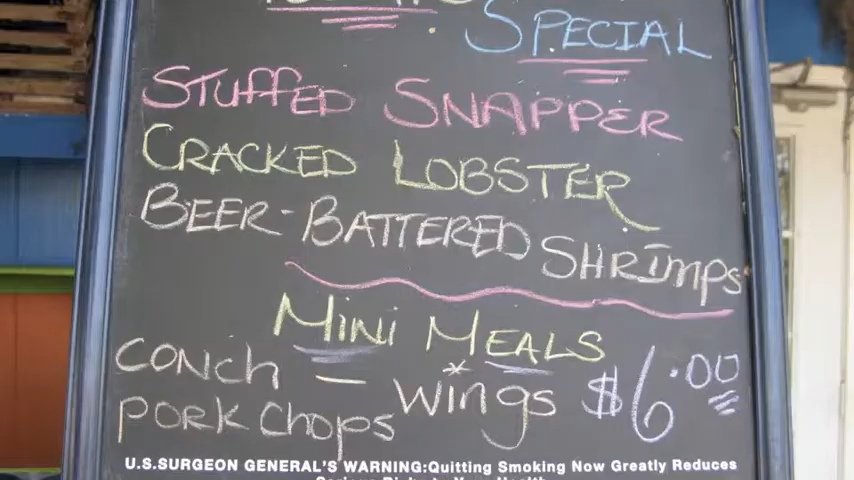 SPECIAL
STUFFED SNAPPER
CRACKED LOBSTER
BEER-BATTERED SHRIMPS
MINI MEALS
CONCH - * WINGS $6.00
PORK CHOPS
U.S.SURGEON GENERAL'S WARNING:Quitting Smoking Now Greatly Reduces